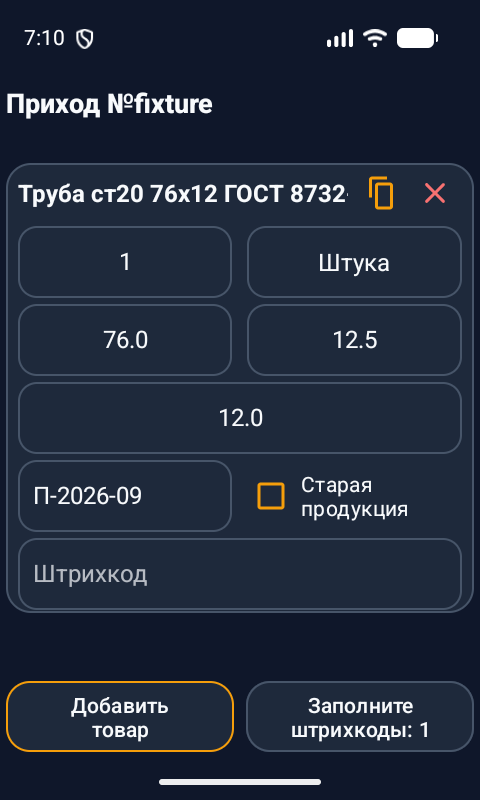 7:10
Приход №fixture
Труба ст20 76х12 ГОСТ 8732
1
Штука
76.0
12.5
12.0
П-2026-09
Старая
продукция
Штрихкод
Добавить
товар
Заполните
штрихкоды: 1